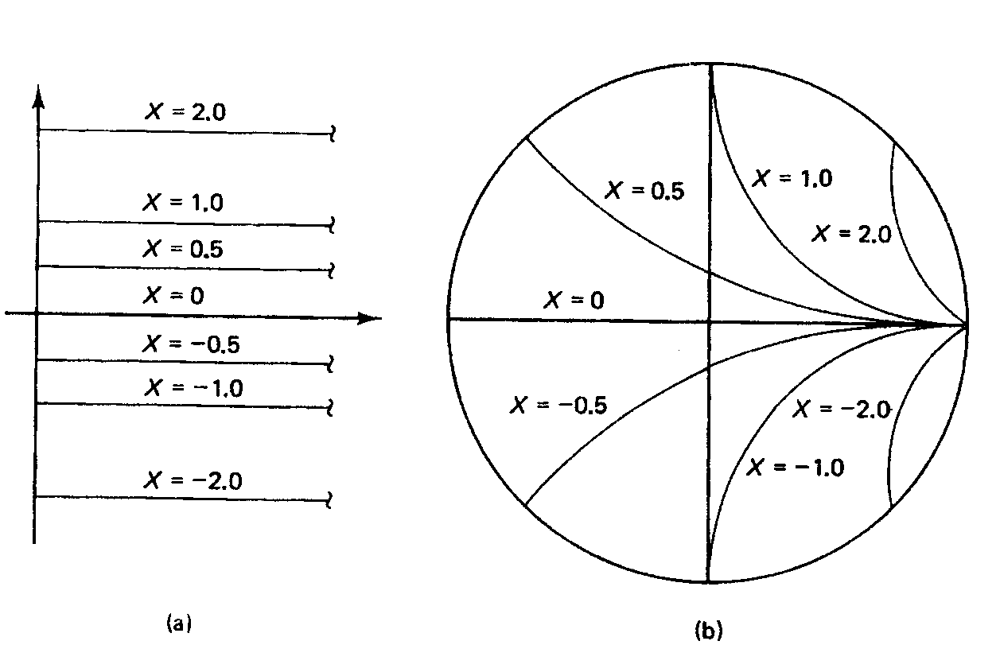 X = 2.0
X = 1.0
X = 0.5
X = 0
X = −0.5
X = −1.0
X = −2.0
(a)
X = 0.5
X = 1.0
X = 2.0
X = 0
X = −0.5
X = −2.0
X = −1.0
(b)